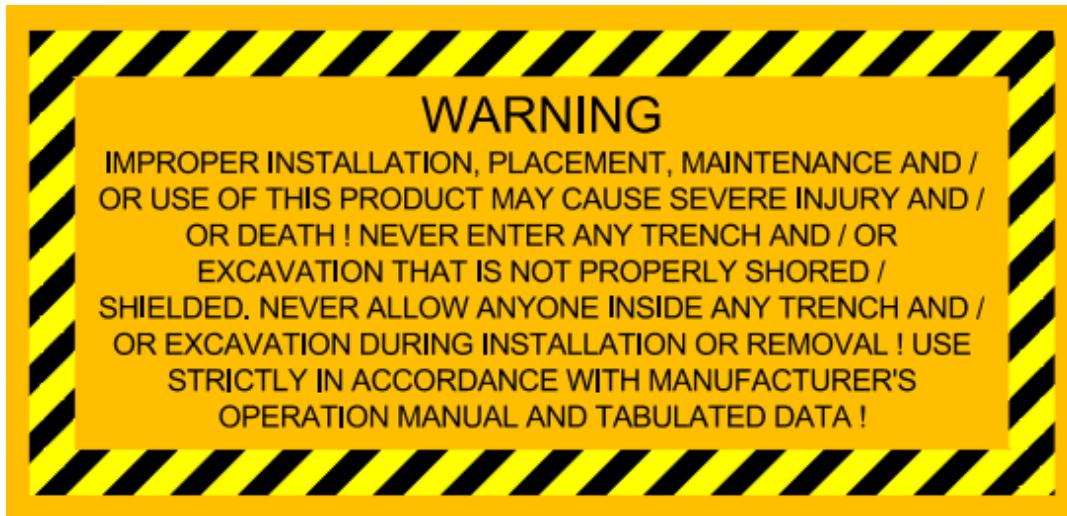 WARNING
IMPROPER INSTALLATION, PLACEMENT, MAINTENANCE AND /
OR USE OF THIS PRODUCT MAY CAUSE SEVERE INJURY AND /
OR DEATH ! NEVER ENTER ANY TRENCH AND / OR
EXCAVATION THAT IS NOT PROPERLY SHORED /
SHIELDED. NEVER ALLOW ANYONE INSIDE ANY TRENCH AND /
OR EXCAVATION DURING INSTALLATION OR REMOVAL ! USE
STRICTLY IN ACCORDANCE WITH MANUFACTURER'S
OPERATION MANUAL AND TABULATED DATA !